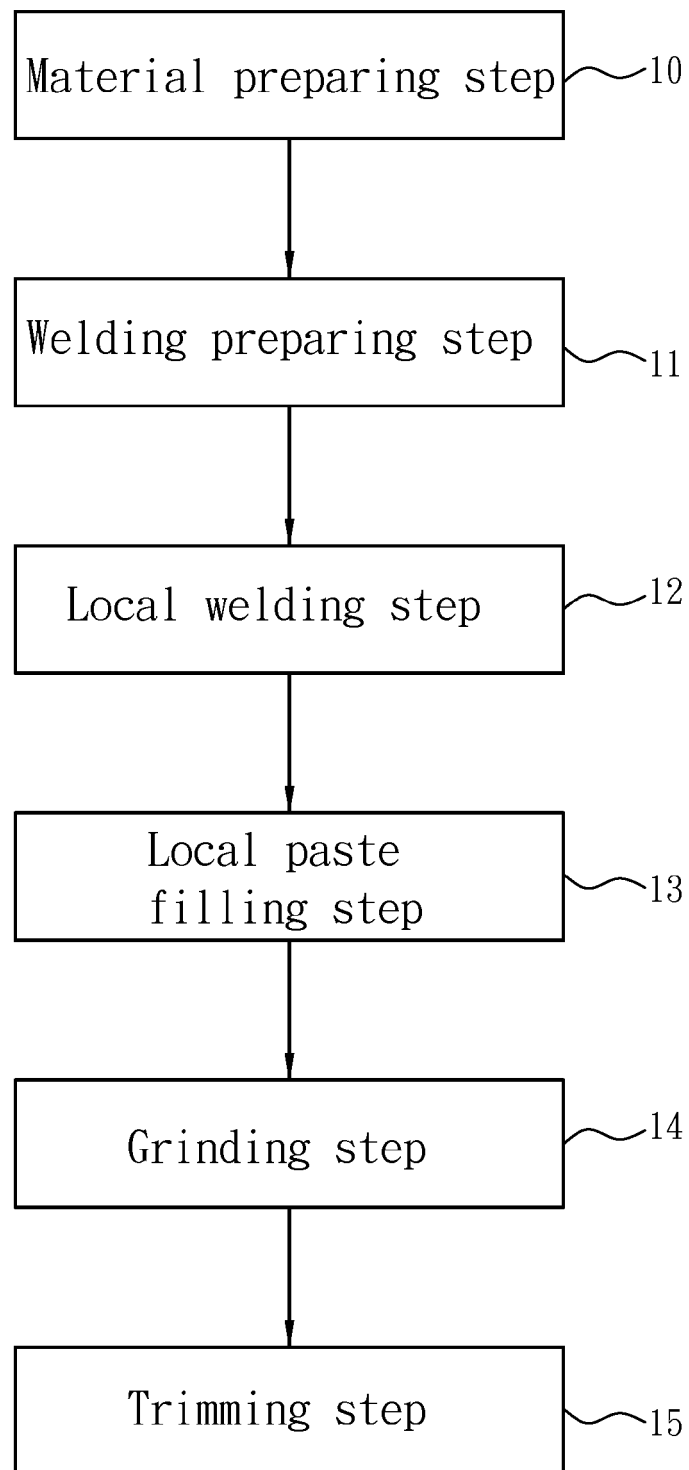 Material preparing step
10
Welding preparing step
11
Local welding step
12
Local paste
filling step
13
Grinding step
14
Trimming step
15